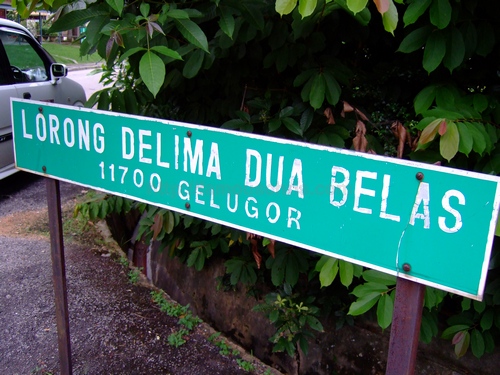 LORONG DELIMA DUA BELAS
11700 GELUGOR